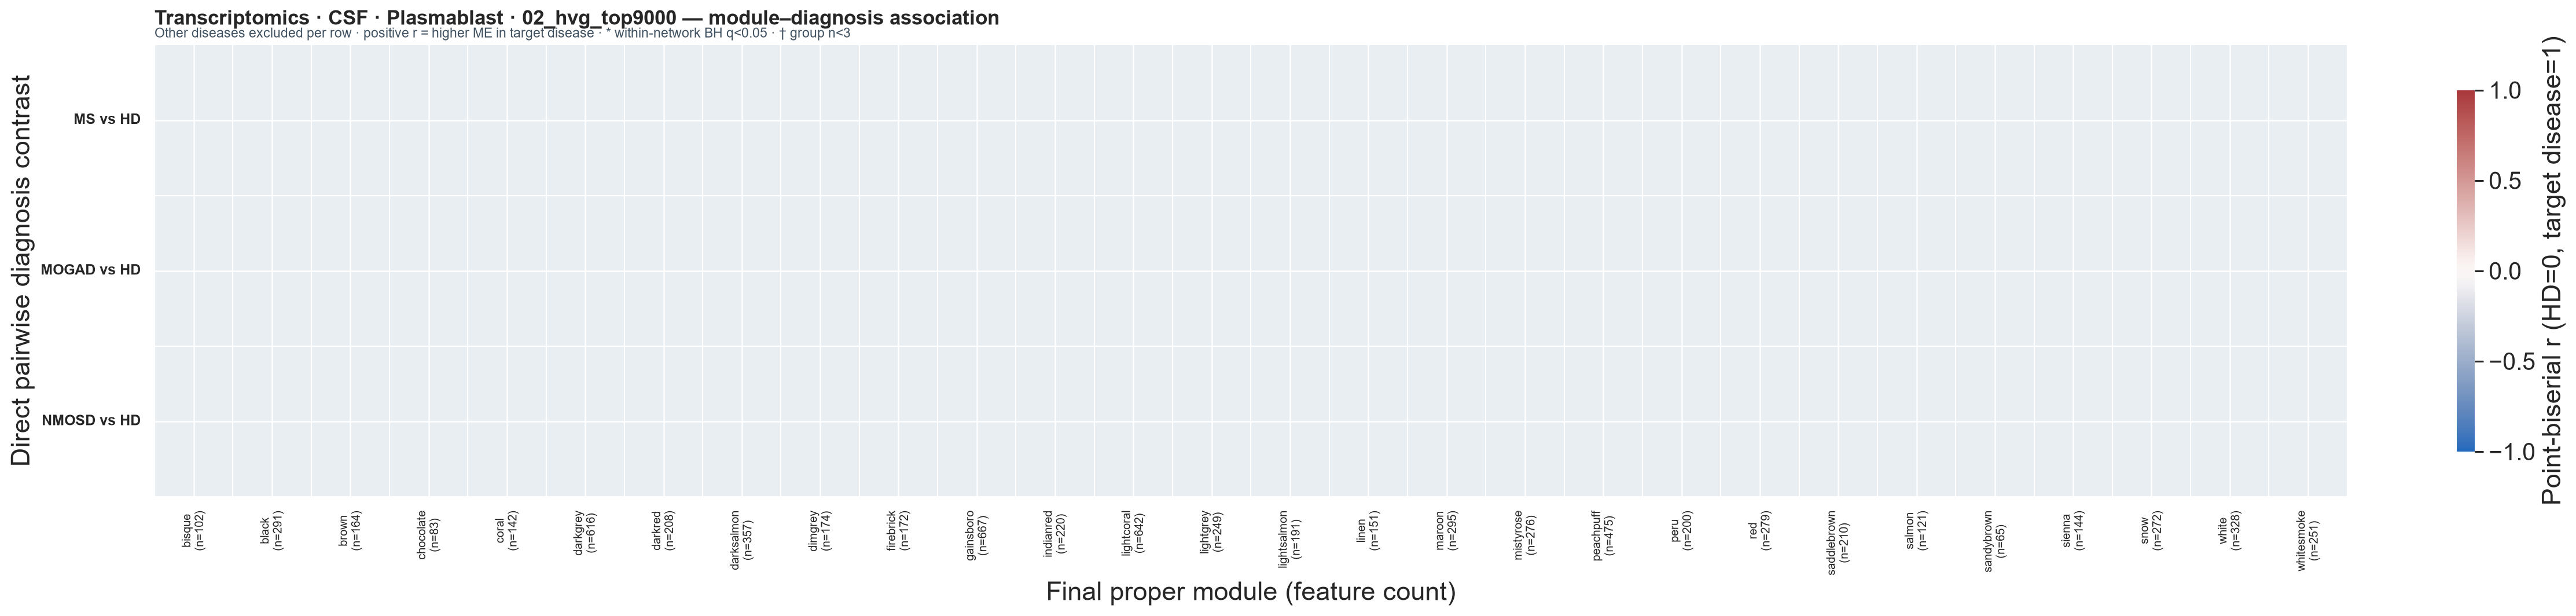 Transcriptomics · CSF · Plasmablast · 02_hvg_top9000 — module–diagnosis association
Other diseases excluded per row · positive r = higher ME in target disease · * within-network BH q<0.05 · † group n<3
Direct pairwise diagnosis contrast
MS vs HD
MOGAD vs HD
NMOSD vs HD
bisque
(n=102)
black
(n=291)
brown
(n=164)
chocolate
(n=83)
coral
(n=142)
darkgrey
(n=616)
darkred
(n=208)
darksalmon
(n=357)
dimgrey
(n=174)
firebrick
(n=172)
gainsboro
(n=667)
indianred
(n=220)
lightcoral
(n=642)
lightgrey
(n=249)
lightsalmon
(n=191)
linen
(n=151)
maroon
(n=295)
mistyrose
(n=276)
peachpuff
(n=475)
peru
(n=200)
red
(n=279)
saddlebrown
(n=210)
salmon
(n=121)
sandybrown
(n=65)
sienna
(n=144)
snow
(n=272)
white
(n=328)
whitesmoke
(n=251)
Final proper module (feature count)
1.0
0.5
0.0
−0.5
−1.0
Point-biserial r (HD=0, target disease=1)